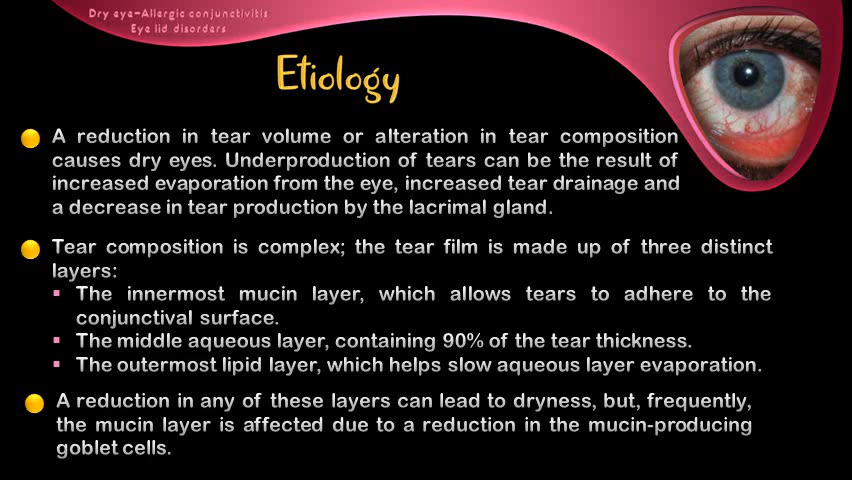 Dry eye-Allergic conjunctivitis
Eye lid disorders
Etiology
A reduction in tear volume or alteration in tear composition
causes dry eyes. Underproduction of tears can be the result of
increased evaporation from the eye, increased tear drainage and
a decrease in tear production by the lacrimal gland.
Tear composition is complex; the tear film is made up of three distinct
layers:
The innermost mucin layer, which allows tears to adhere to the
conjunctival surface.
The middle aqueous layer, containing 90% of the tear thickness.
The outermost lipid layer, which helps slow aqueous layer evaporation.
A reduction in any of these layers can lead to dryness, but, frequently,
the mucin layer is affected due to a reduction in the mucin-producing
goblet cells.